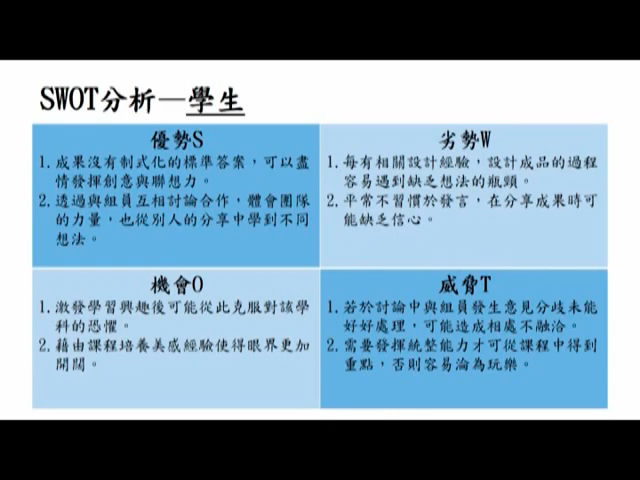 SWOT分析—學生
優勢S
1. 成果沒有制式化的標準答案，可以盡
情發揮創意與聯想力。
2. 透過與組員互相討論合作，體會團隊
的力量，也從別人的分享中學到不同
想法。
劣勢W
1. 每有相關設計經驗，設計成品的過程
容易遇到缺乏想法的瓶頸。
2. 平常不習慣於發言，在分享成果時可
能缺乏信心。
機會O
1. 激發學習興趣後可能從此克服對該學
科的恐懼。
2. 藉由課程培養美感經驗使得眼界更加
開闊。
威脅T
1. 若於討論中與組員發生意見分歧未能
好好處理，可能造成相處不融洽。
2. 需要發揮統整能力才可從課程中得到
重點，否則容易淪為玩樂。